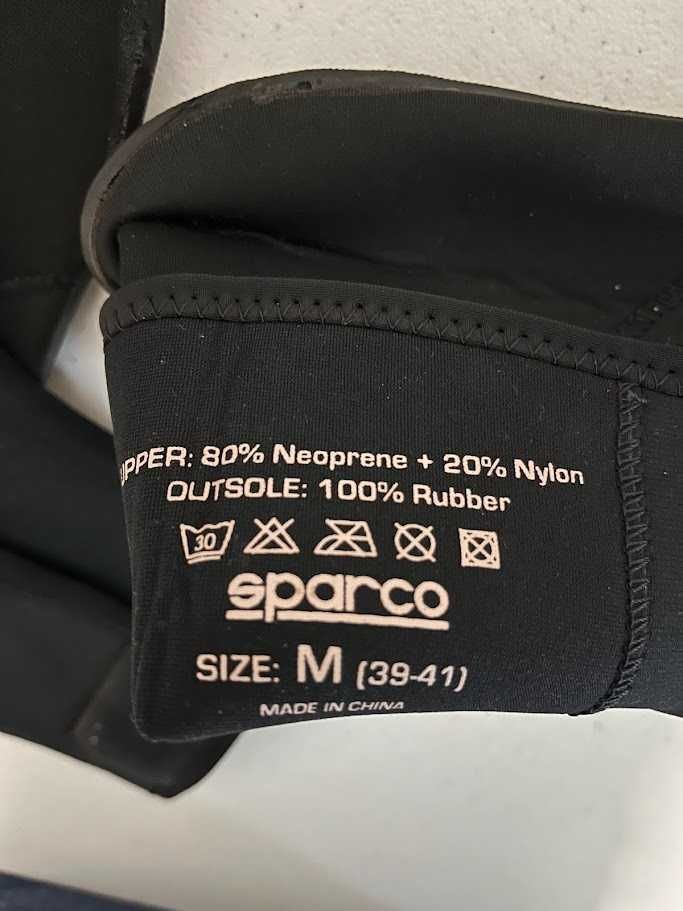 UPPER: 80% Neoprene + 20% Nylon
OUTSOLE: 100% Rubber
30
sparco
SIZE: M (39-41)
MADE IN CHINA